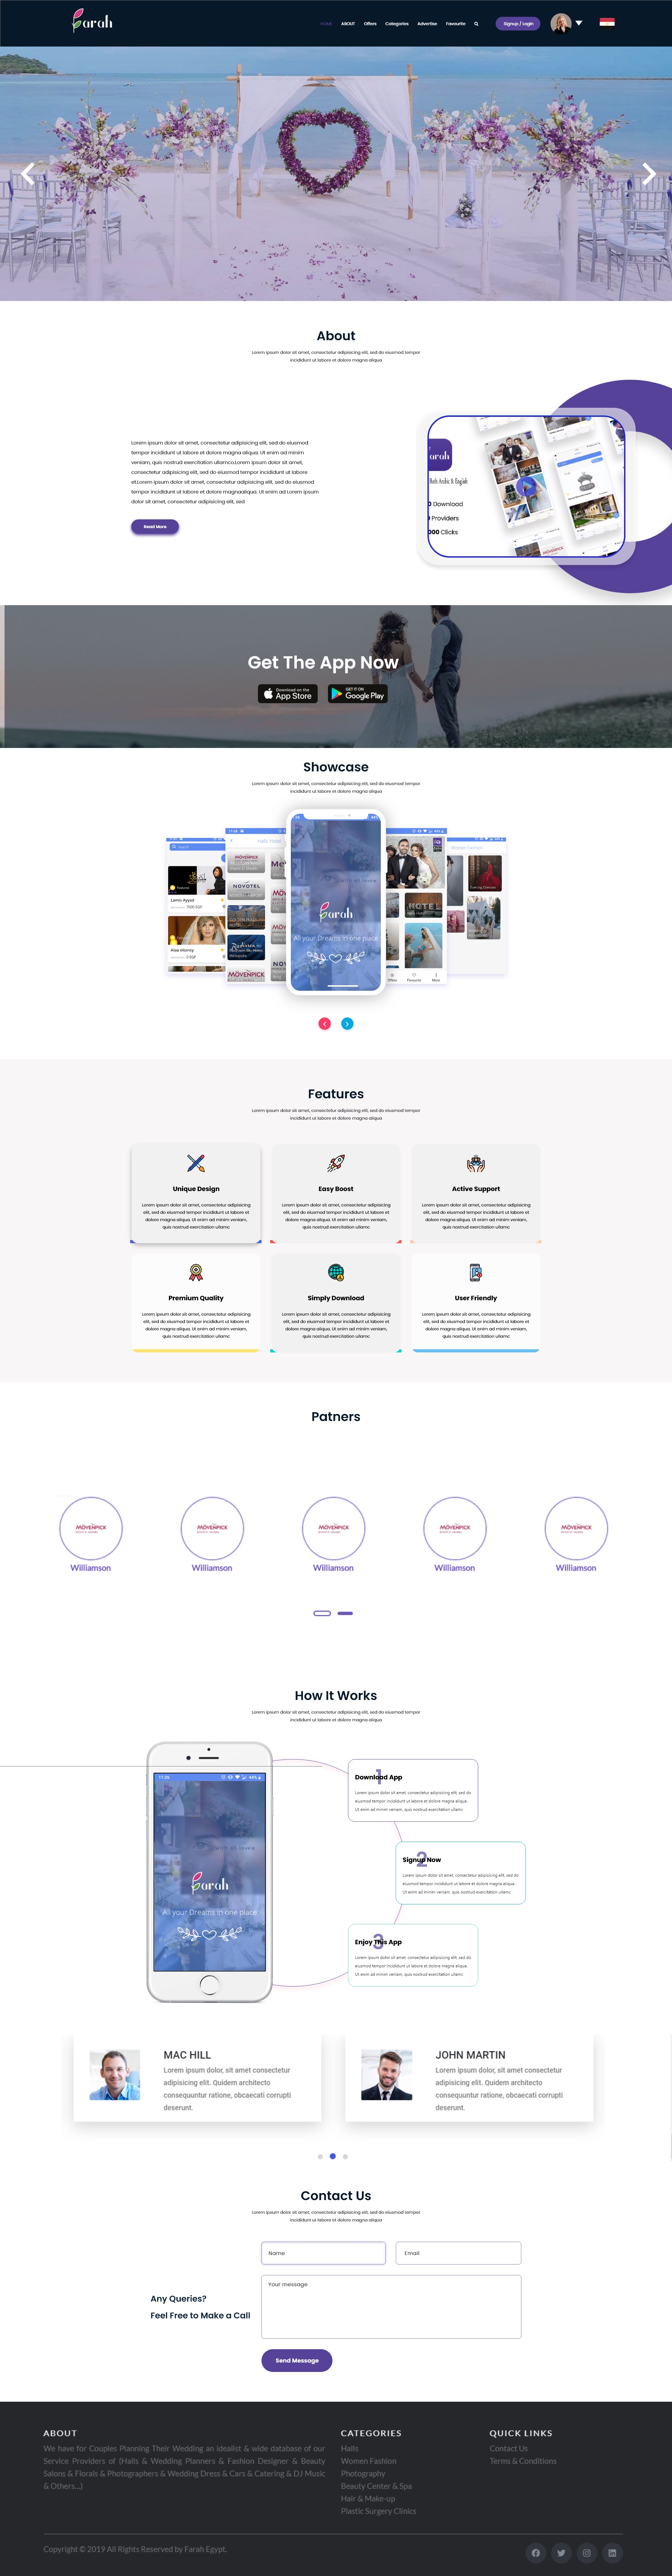 Farah
HOME ABOUT Offers Categories Advertise Favourite Signup / Login
About
Lorem ipsum dolor sit amet, consectetur adipisicing elit, sed do eiusmod tempor
incididunt ut labore et dolore magna aliqua
Lorem ipsum dolor sit amet, consectetur adipisicing elit, sed do eiusmod
tempor incididunt ut labore et dolore magna aliqua. Ut enim ad minim
veniam, quis nostrud exercitation ullamco.Lorem ipsum dolor sit amet,
consectetur adipisicing elit, sed do eiusmod tempor incididunt ut labore
et.Lorem ipsum dolor sit amet, consectetur adipisicing elit, sed do eiusmod
tempor incididunt ut labore et dolore magnaaliqua. Ut enim ad Lorem ipsum
dolor sit amet, consectetur adipisicing elit, sed
Read More
arah
Both Arabic & English
0 Download
Providers
000 Clicks
Get The App Now
Download on the
App Store
GET IT ON
Google Play
Showcase
Lorem ipsum dolor sit amet, consectetur adipisicing elit, sed do eiusmod tempor
incididunt ut labore et dolore magna aliqua
Search
Lamis Ayyad
Alaa elkorosy
Halls Hotel
MÖVENPICK
NOVOTEL
MÖVENPICK
Farah
All your Dreams in one place
HOTEL
Favourite More
Women Fashion
Features
Lorem ipsum dolor sit amet, consectetur adipisicing elit, sed do eiusmod tempor
incididunt ut labore et dolore magna aliqua
Unique Design
Lorem ipsum dolor sit amet, consectetur adipisicing
elit, sed do eiusmod tempor incididunt ut labore et
dolore magna aliqua. Ut enim ad minim veniam,
quis nostrud exercitation ullamc
Easy Boost
Lorem ipsum dolor sit amet, consectetur adipisicing
elit, sed do eiusmod tempor incididunt ut labore et
dolore magna aliqua. Ut enim ad minim veniam,
quis nostrud exercitation ullamc
Active Support
Lorem ipsum dolor sit amet, consectetur adipisicing
elit, sed do eiusmod tempor incididunt ut labore et
dolore magna aliqua. Ut enim ad minim veniam,
quis nostrud exercitation ullamc
Premium Quality
Lorem ipsum dolor sit amet, consectetur adipisicing
elit, sed do eiusmod tempor incididunt ut labore et
dolore magna aliqua. Ut enim ad minim veniam,
quis nostrud exercitation ullamc
Simply Download
Lorem ipsum dolor sit amet, consectetur adipisicing
elit, sed do eiusmod tempor incididunt ut labore et
dolore magna aliqua. Ut enim ad minim veniam,
quis nostrud exercitation ullamc
User Friendly
Lorem ipsum dolor sit amet, consectetur adipisicing
elit, sed do eiusmod tempor incididunt ut labore et
dolore magna aliqua. Ut enim ad minim veniam,
quis nostrud exercitation ullamc
Patners
MÖVENPICK MÖVENPICK MÖVENPICK MÖVENPICK MÖVENPICK
Williamson Williamson Williamson Williamson Williamson
How It Works
Lorem ipsum dolor sit amet, consectetur adipisicing elit, sed do eiusmod tempor
incididunt ut labore et dolore magna aliqua
Farah
All your Dreams in one place
1
Download App
Lorem ipsum dolor sit amet, consectetur adipisicing elit, sed do
eiusmod tempor incididunt ut labore et dolore magna aliqua.
Ut enim ad minim veniam, quis nostrud exercitation ullamc
2
Signup Now
Lorem ipsum dolor sit amet, consectetur adipisicing elit, sed do
eiusmod tempor incididunt ut labore et dolore magna aliqua.
Ut enim ad minim veniam, quis nostrud exercitation ullamc
3
Enjoy This App
Lorem ipsum dolor sit amet, consectetur adipisicing elit, sed do
eiusmod tempor incididunt ut labore et dolore magna aliqua.
Ut enim ad minim veniam, quis nostrud exercitation ullamc
MAC HILL
Lorem ipsum dolor, sit amet consectetur
adipisicing elit. Quidem architecto
consequuntur ratione, obcaecati corrupti
deserunt.
JOHN MARTIN
Lorem ipsum dolor, sit amet consectetur
adipisicing elit. Quidem architecto
consequuntur ratione, obcaecati corrupti
deserunt.
Contact Us
Lorem ipsum dolor sit amet, consectetur adipisicing elit, sed do eiusmod tempor
incididunt ut labore et dolore magna aliqua
Any Queries?
Feel Free to Make a Call
Name
Email
Your message
Send Message
ABOUT
We have for Couples Planning Their Wedding an idealist & wide database of our
Service Providers of (Halls & Wedding Planners & Fashion Designer & Beauty
Salons & Florals & Photographers & Wedding Dress & Cars & Catering & DJ Music
& Others...)
CATEGORIES
Halls
Women Fashion
Photography
Beauty Center & Spa
Hair & Make-up
Plastic Surgery Clinics
QUICK LINKS
Contact Us
Terms & Conditions
Copyright © 2019 All Rights Reserved by Farah Egypt.